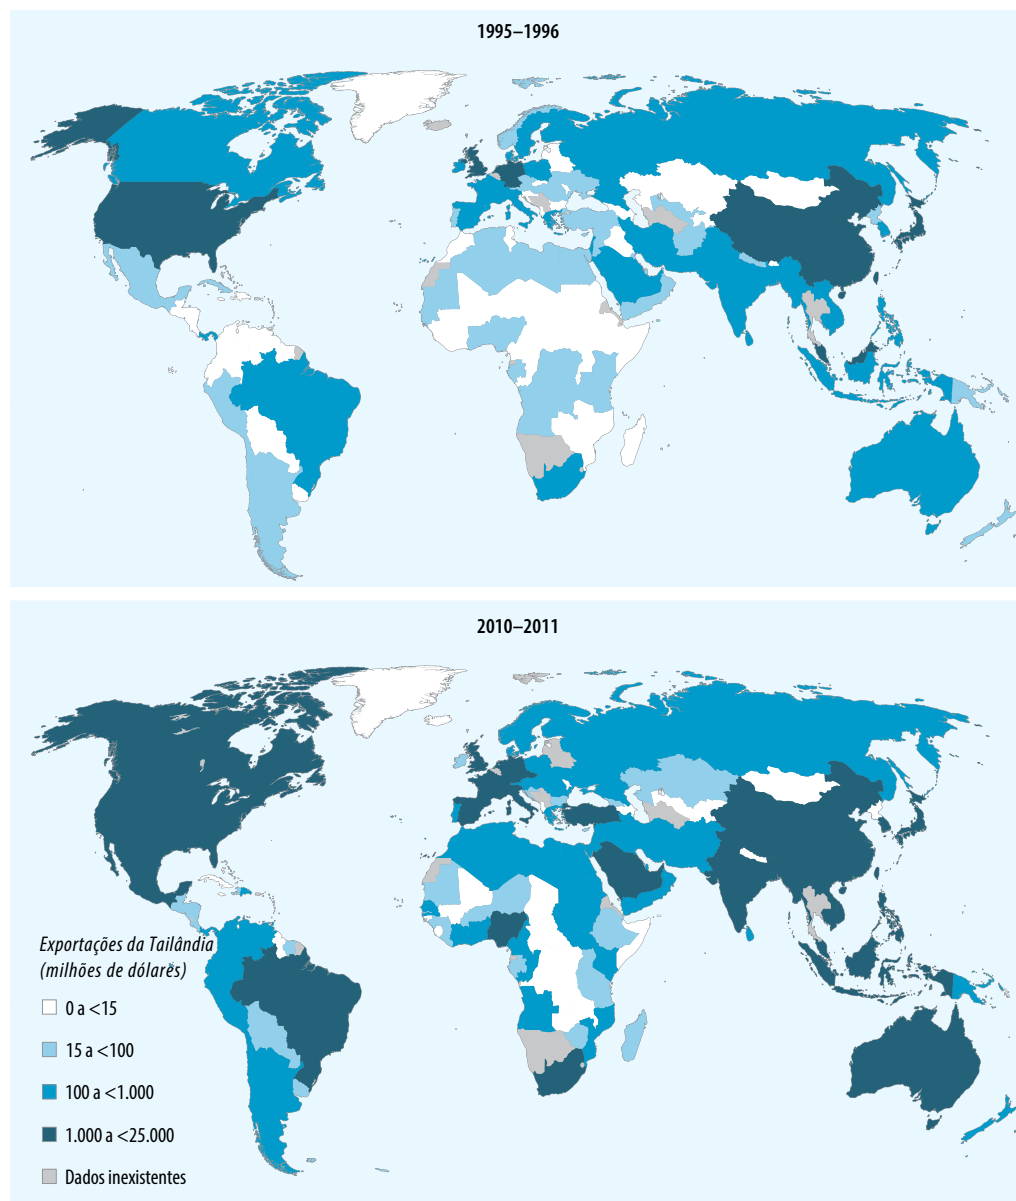 1995–1996
2010–2011
Exportações da Tailândia
(milhões de dólares)
0 a <15
15 a <100
100 a <1.000
1.000 a <25.000
Dados inexistentes